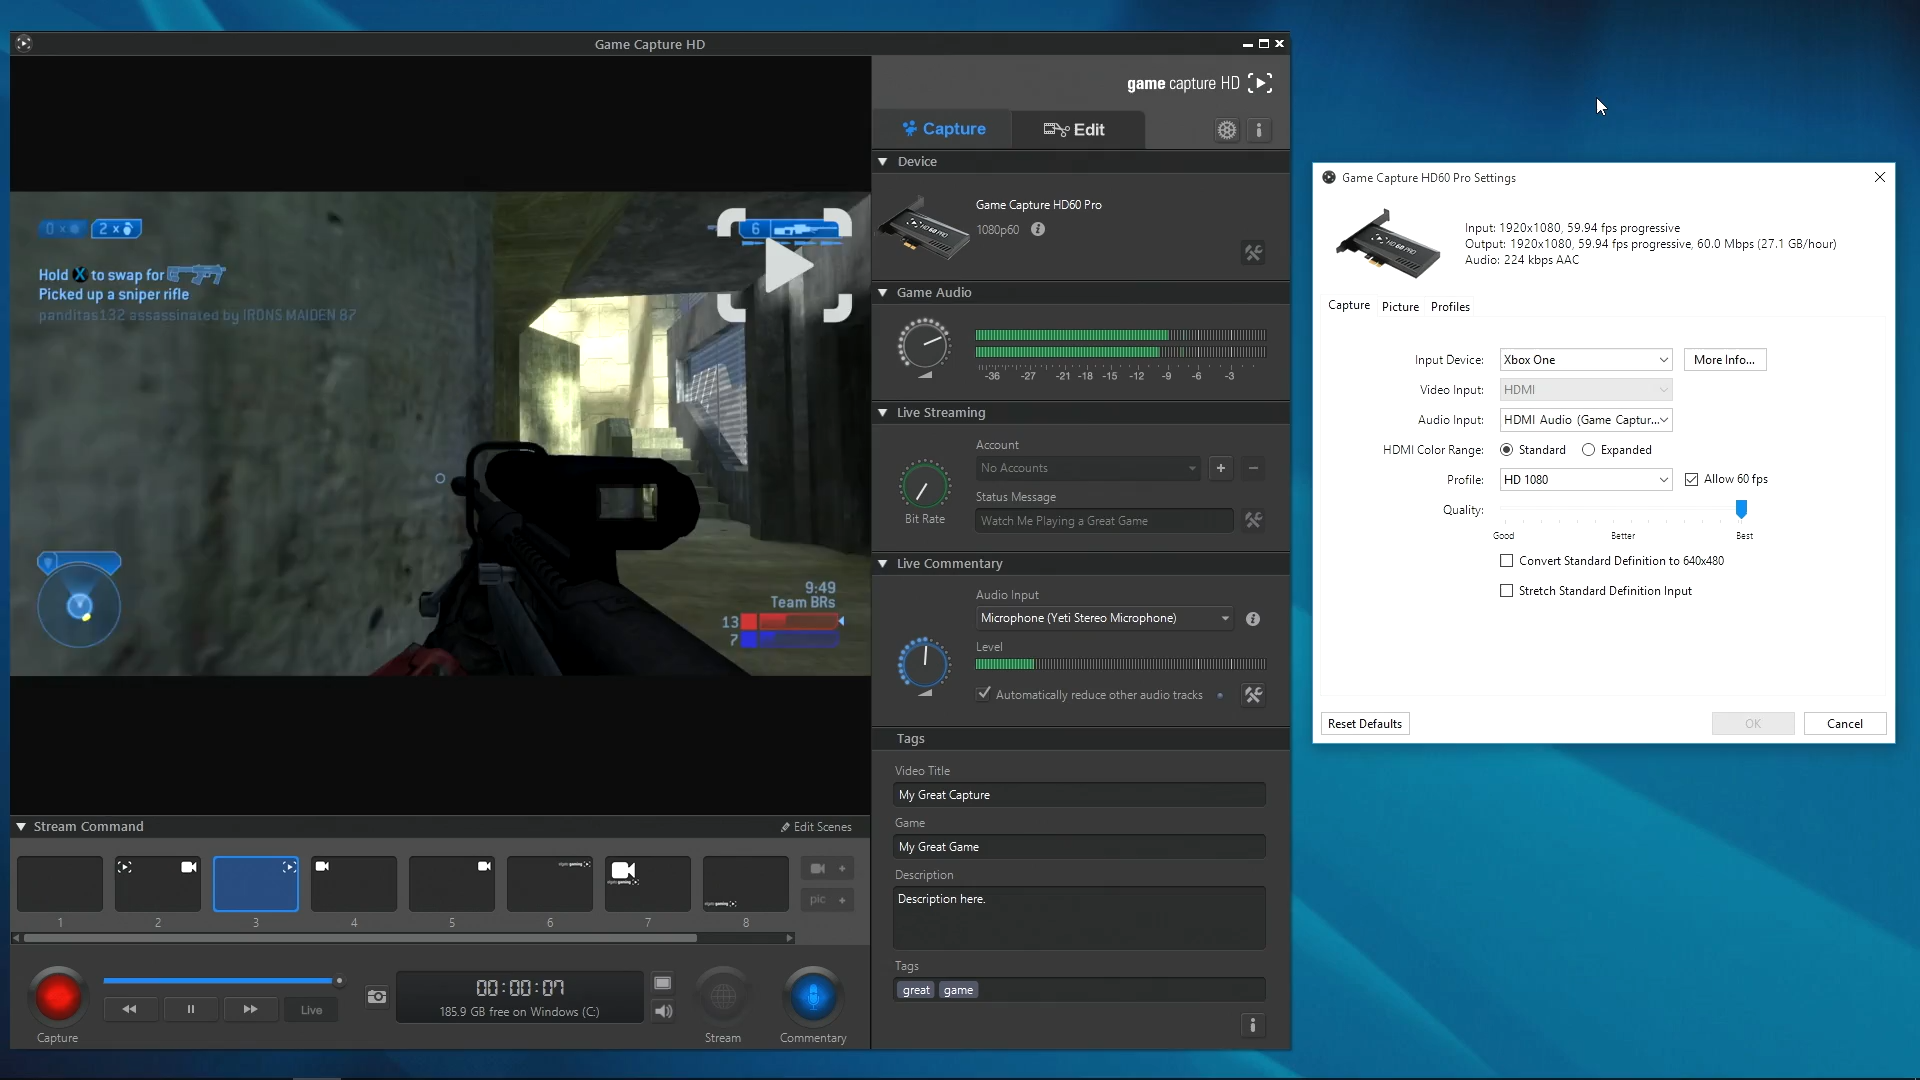 Game Capture HD
game capture HD
Capture
Edit
Device
Game Capture HD60 Pro
1080p60
Game Audio
-36 -27 -21 -18 -15 -12 -9 -6 -3
Live Streaming
Account
No Accounts
Status Message
Watch Me Playing a Great Game
Bit Rate
Live Commentary
Audio Input
Microphone (Yeti Stereo Microphone)
Level
Automatically reduce other audio tracks
Tags
Video Title
My Great Capture
Game
My Great Game
Description
Description here.
Tags
great game
0 x
2 x
6
Hold X to swap for
Picked up a sniper rifle
panditas132 assassinated by IRONS MAIDEN 87
9:49
Team BRs
13
7
Stream Command
Edit Scenes
pic
1 2 3 4 5 6 7 8
Live
00:00:07
185.9 GB free on Windows (C:)
Capture
Stream
Commentary
Game Capture HD60 Pro Settings
HD60 PRO
Input: 1920x1080, 59.94 fps progressive
Output: 1920x1080, 59.94 fps progressive, 60.0 Mbps (27.1 GB/hour)
Audio: 224 kbps AAC
Capture Picture Profiles
Input Device: Xbox One More Info...
Video Input: HDMI
Audio Input: HDMI Audio (Game Captur...
HDMI Color Range: Standard Expanded
Profile: HD 1080 Allow 60 fps
Quality:
Good Better Best
Convert Standard Definition to 640x480
Stretch Standard Definition Input
Reset Defaults OK Cancel